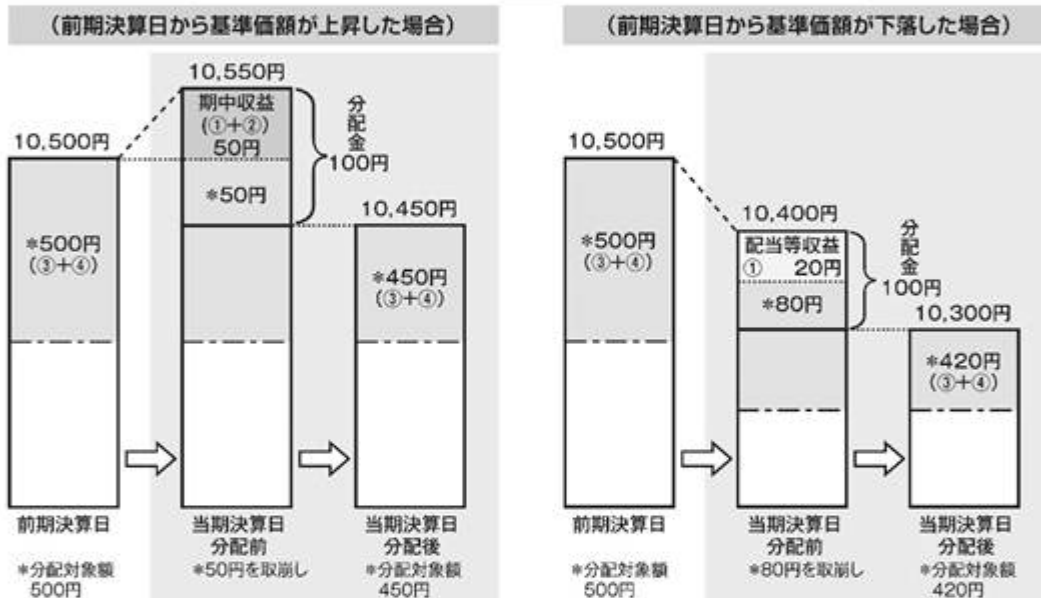 （前期決算日から基準価額が上昇した場合）
10,500円
＊500円
（③＋④）
前期決算日
＊分配対象額
500円
10,550円
期中収益
（①＋②）
50円
＊50円
分配金
100円
当期決算日
分配前
＊50円を取崩し
10,450円
＊450円
（③＋④）
当期決算日
分配後
＊分配対象額
450円
（前期決算日から基準価額が下落した場合）
10,500円
＊500円
（③＋④）
前期決算日
＊分配対象額
500円
10,400円
配当等収益
① 20円
＊80円
分配金
100円
当期決算日
分配前
＊80円を取崩し
10,300円
＊420円
（③＋④）
当期決算日
分配後
＊分配対象額
420円